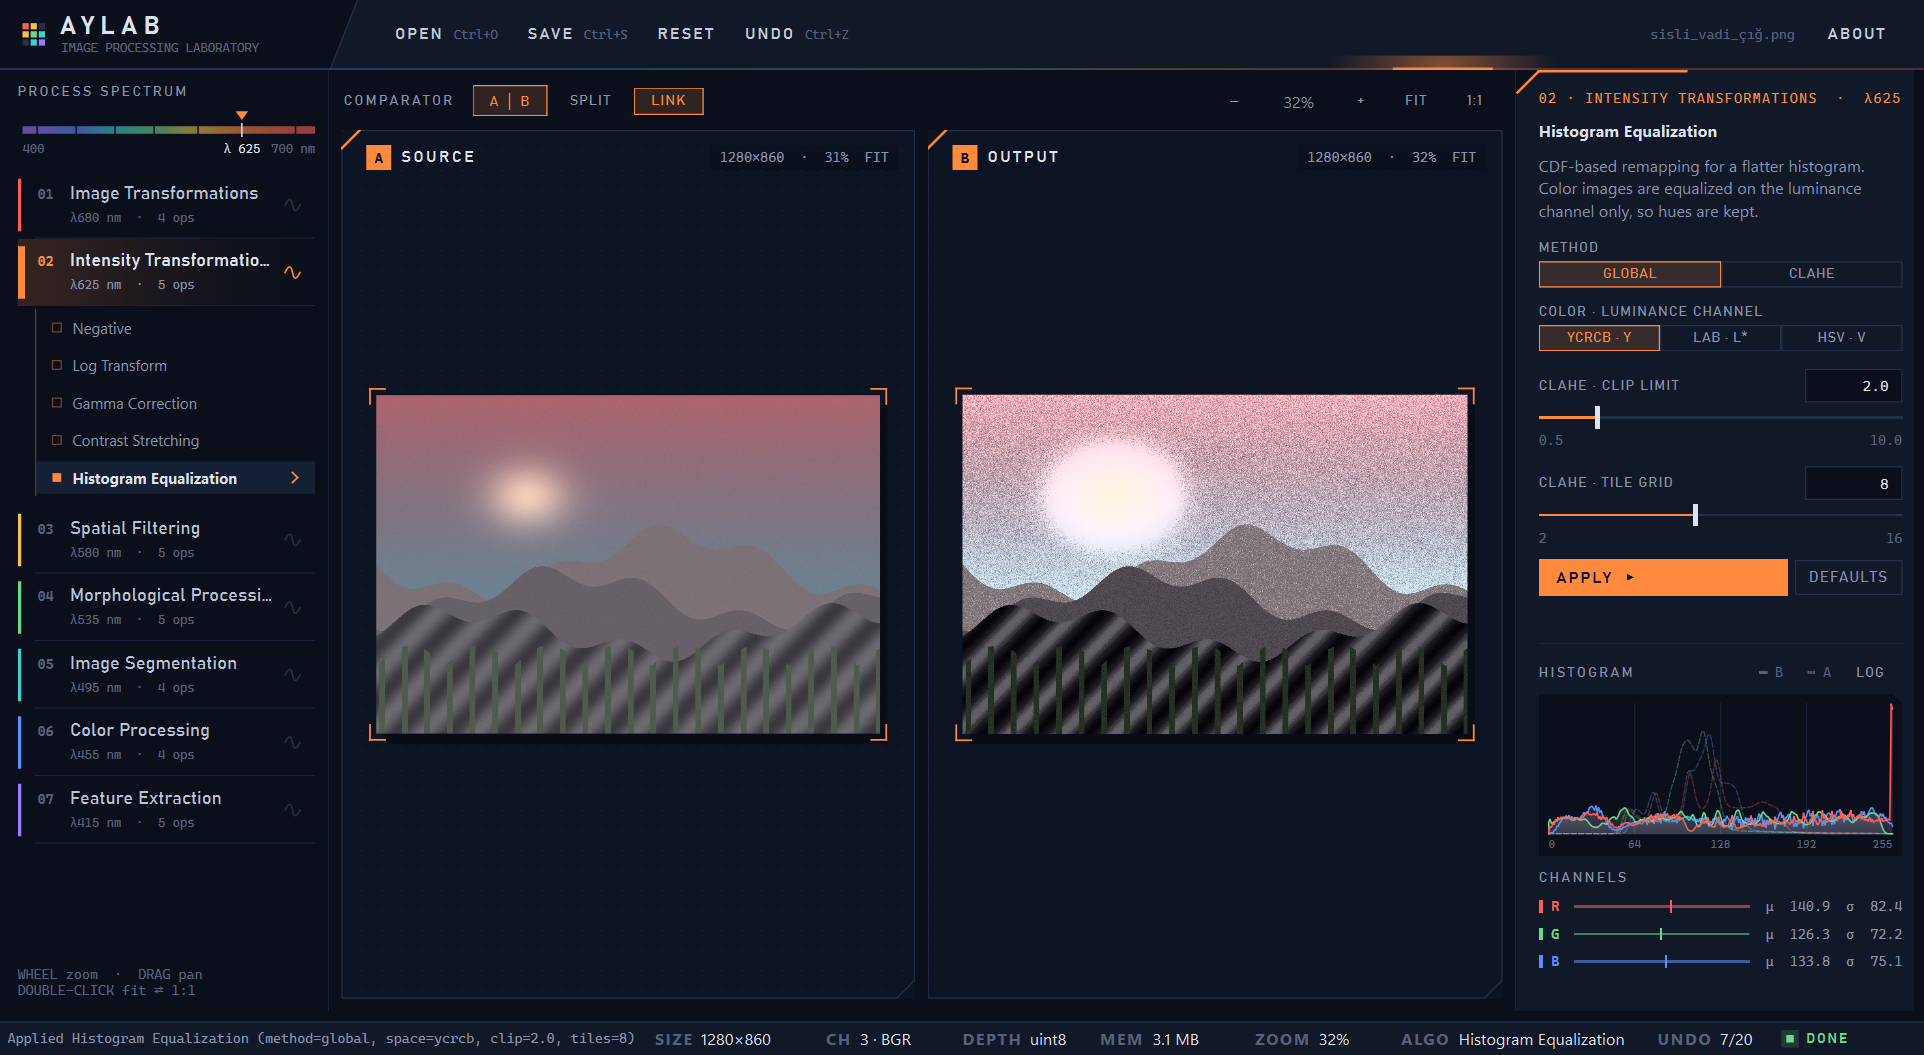 AYLAB
IMAGE PROCESSING LABORATORY
OPEN Ctrl+O SAVE Ctrl+S RESET UNDO Ctrl+Z
sisli_vadi_çığ.png ABOUT
PROCESS SPECTRUM
400 λ 625 700 nm
01 Image Transformations
λ680 nm · 4 ops
02 Intensity Transformatio…
λ625 nm · 5 ops
Negative
Log Transform
Gamma Correction
Contrast Stretching
Histogram Equalization
03 Spatial Filtering
λ580 nm · 5 ops
04 Morphological Processi…
λ535 nm · 5 ops
05 Image Segmentation
λ495 nm · 4 ops
06 Color Processing
λ455 nm · 4 ops
07 Feature Extraction
λ415 nm · 5 ops
WHEEL zoom · DRAG pan
DOUBLE-CLICK fit ⇄ 1:1
COMPARATOR A | B SPLIT LINK
− 32% + FIT 1:1
A SOURCE 1280×860 · 31% FIT
B OUTPUT 1280×860 · 32% FIT
02 · INTENSITY TRANSFORMATIONS · λ625
Histogram Equalization
CDF-based remapping for a flatter histogram.
Color images are equalized on the luminance
channel only, so hues are kept.
METHOD
GLOBAL CLAHE
COLOR · LUMINANCE CHANNEL
YCRCB · Y LAB · L* HSV · V
CLAHE · CLIP LIMIT 2.0
0.5 10.0
CLAHE · TILE GRID 8
2 16
APPLY ▸ DEFAULTS
HISTOGRAM B A LOG
0 64 128 192 255
CHANNELS
R μ 140.9 σ 82.4
G μ 126.3 σ 72.2
B μ 133.8 σ 75.1
Applied Histogram Equalization (method=global, space=ycrcb, clip=2.0, tiles=8) SIZE 1280×860 CH 3 · BGR DEPTH uint8 MEM 3.1 MB ZOOM 32% ALGO Histogram Equalization UNDO 7/20 DONE